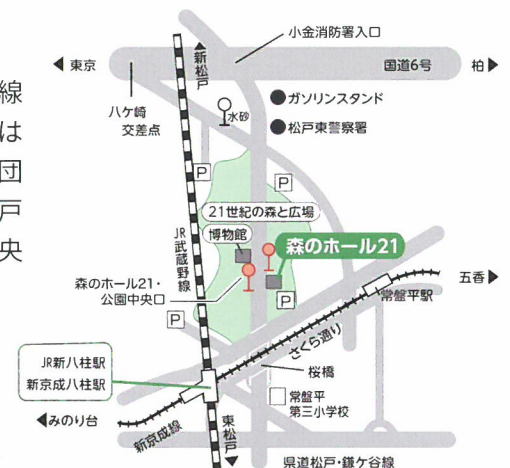 小金消防署入口
◀東京
国道6号
柏▶
▲新松戸
八ケ崎
交差点
水砂
●ガソリンスタンド
●松戸東警察署
線
は
団
戸
央
P
P
21世紀の森と広場
博物館
森のホール21
JR武蔵野線
森のホール21・
公園中央口
P
P
五香▶
常盤平駅
さくら通り
JR新八柱駅
新京成八柱駅
桜橋
常盤平
第三小学校
◀みのり台
新京成線
東松戸▼
県道松戸・鎌ケ谷線